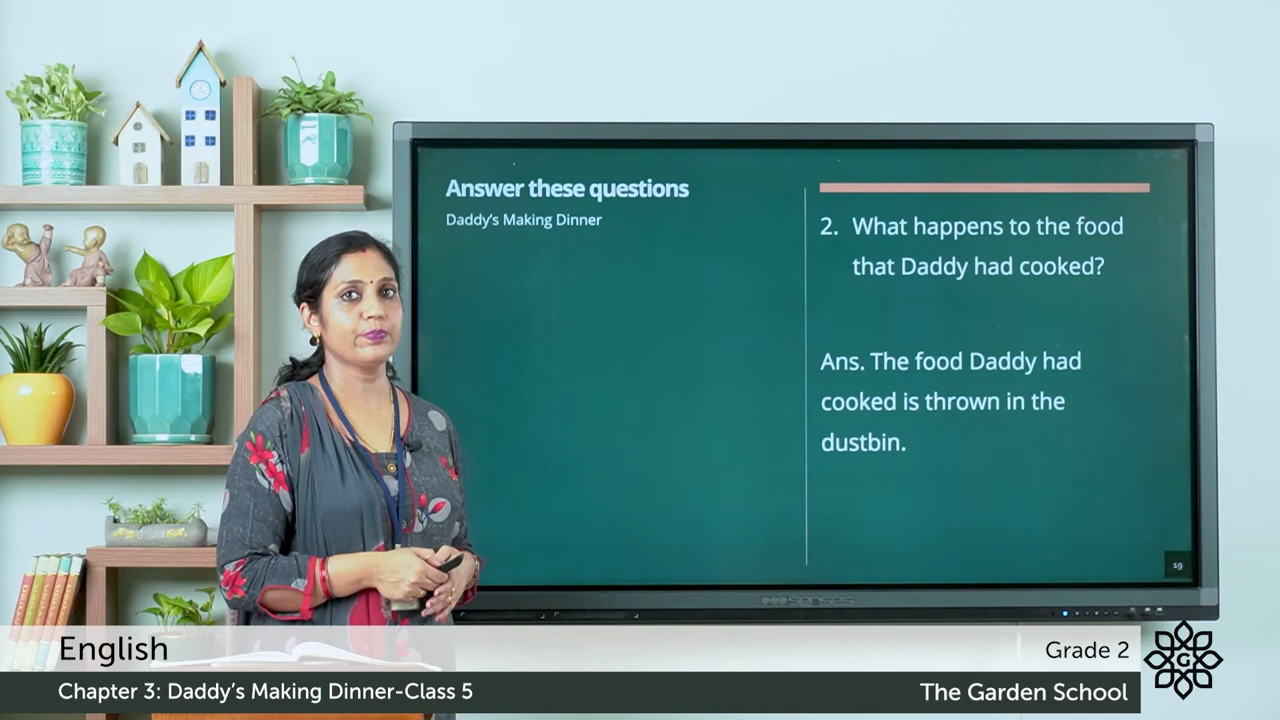 Answer these questions
Daddy's Making Dinner
2. What happens to the food
that Daddy had cooked?
Ans. The food Daddy had
cooked is thrown in the
dustbin.
19
senses
English
Grade 2
G
Chapter 3: Daddy's Making Dinner-Class 5
The Garden School